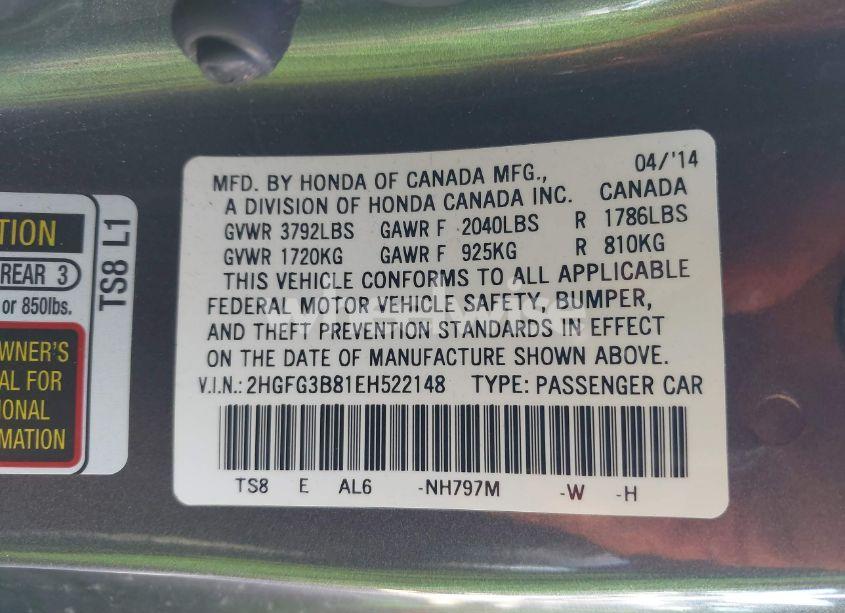 MFD. BY HONDA OF CANADA MFG., 04/'14
A DIVISION OF HONDA CANADA INC. CANADA
GVWR 3792LBS GAWR F 2040LBS R 1786LBS
GVWR 1720KG GAWR F 925KG R 810KG
THIS VEHICLE CONFORMS TO ALL APPLICABLE
FEDERAL MOTOR VEHICLE SAFETY, BUMPER,
AND THEFT PREVENTION STANDARDS IN EFFECT
ON THE DATE OF MANUFACTURE SHOWN ABOVE.
V.I.N.: 2HGFG3B81EH522148 TYPE: PASSENGER CAR
TS8 E AL6 -NH797M -W -H
TION
REAR 3
or 850lbs.
WNER'S
AL FOR
IONAL
MATION
TS8 L1